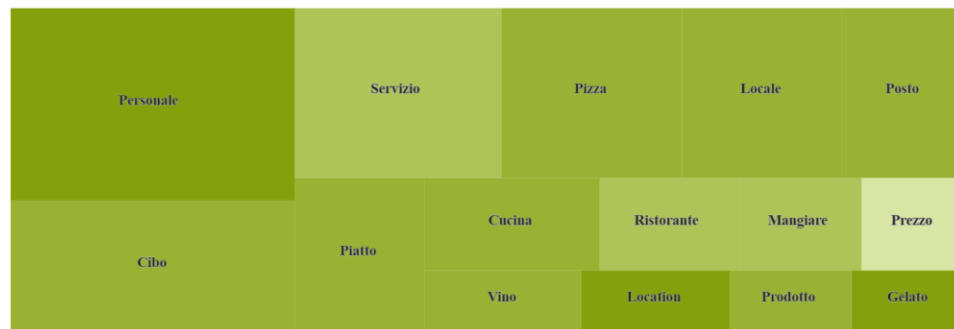 Personale
Servizio
Pizza
Locale
Posto
Cibo
Piatto
Cucina
Ristorante
Mangiare
Prezzo
Vino
Location
Prodotto
Gelato